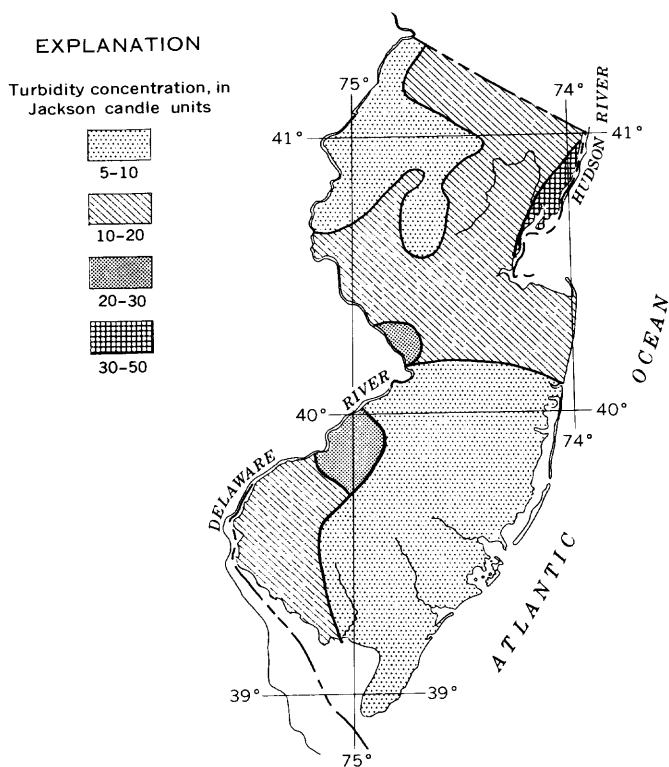 EXPLANATION
Turbidity concentration, in
Jackson candle units
5-10
10-20
20-30
30-50
75°
74°
41°
41°
HUDSON RIVER
OCEAN
RIVER
40°
40°
74°
DELAWARE
ATLANTIC
39°
39°
75°